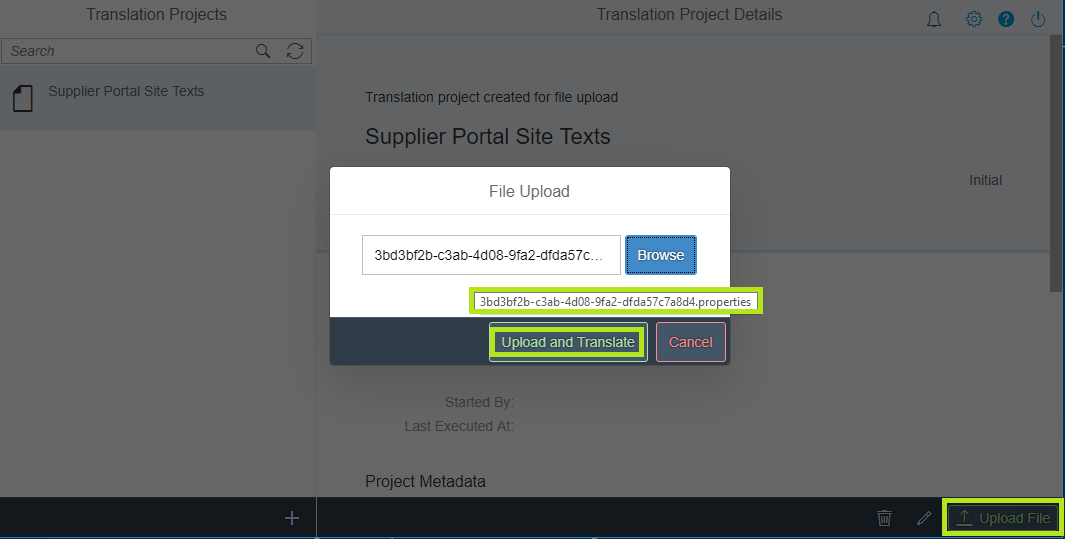 Translation Projects
Translation Project Details
Search
Supplier Portal Site Texts
Translation project created for file upload
Supplier Portal Site Texts
Initial
File Upload
3bd3bf2b-c3ab-4d08-9fa2-dfda57c...
Browse
3bd3bf2b-c3ab-4d08-9fa2-dfda57c7a8d4.properties
Upload and Translate
Cancel
Started By:
Last Executed At:
Project Metadata
Upload File